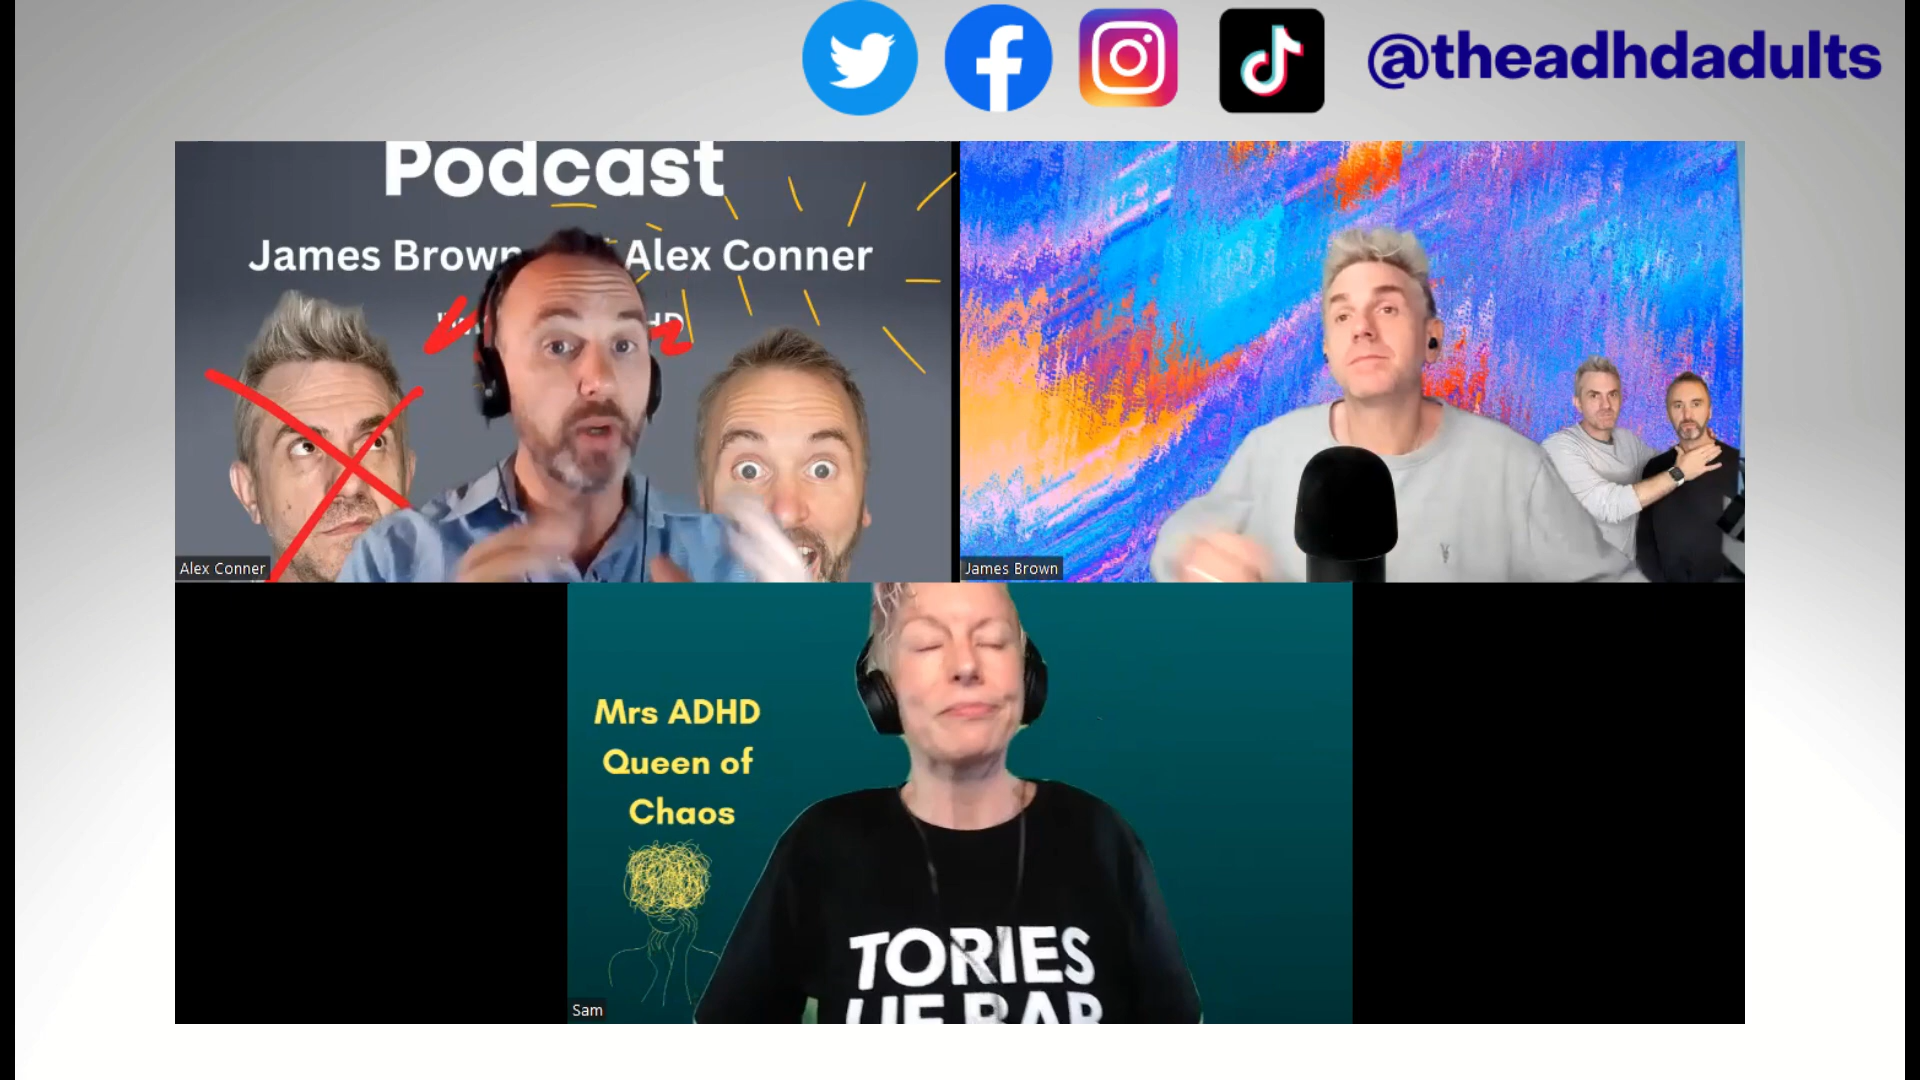 @theadhdadults
Podcast
James Brown Alex Conner
Alex Conner
James Brown
Mrs ADHD
Queen of
Chaos
TORIES
Sam